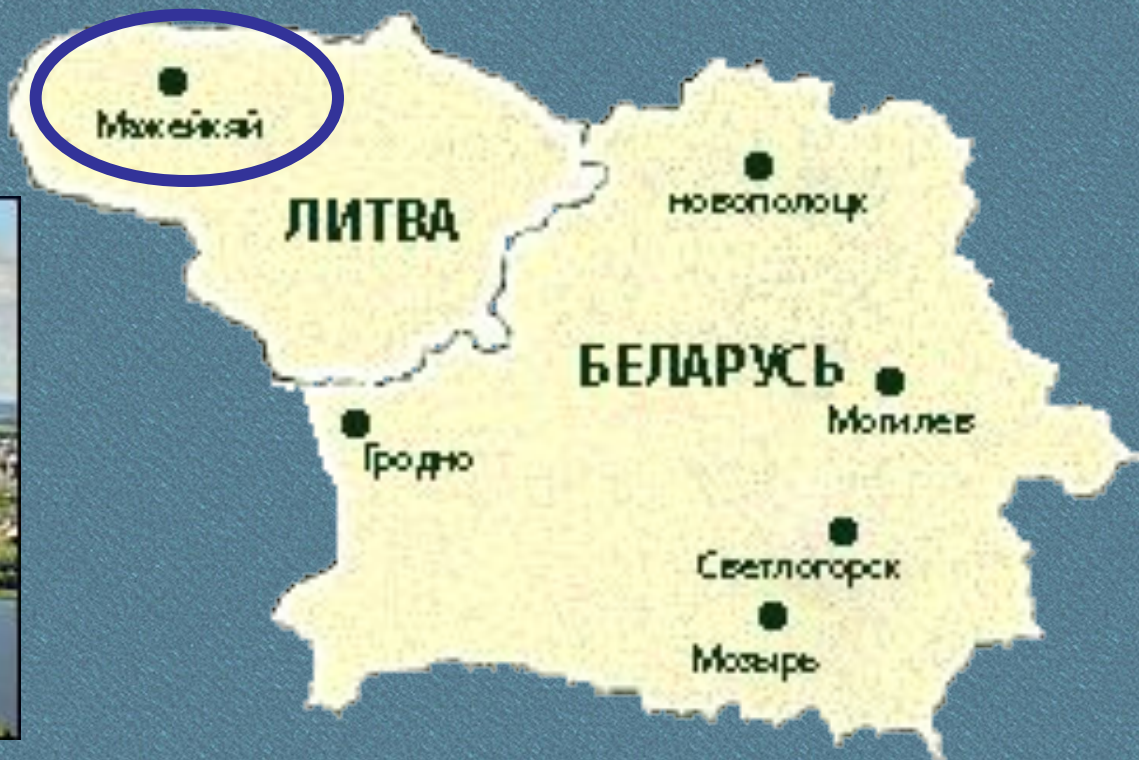 Мажейкяй
новополоцк
ЛИТВА
БЕЛАРУСЬ
Могилев
Гродно
Светлогорск
Мозырь